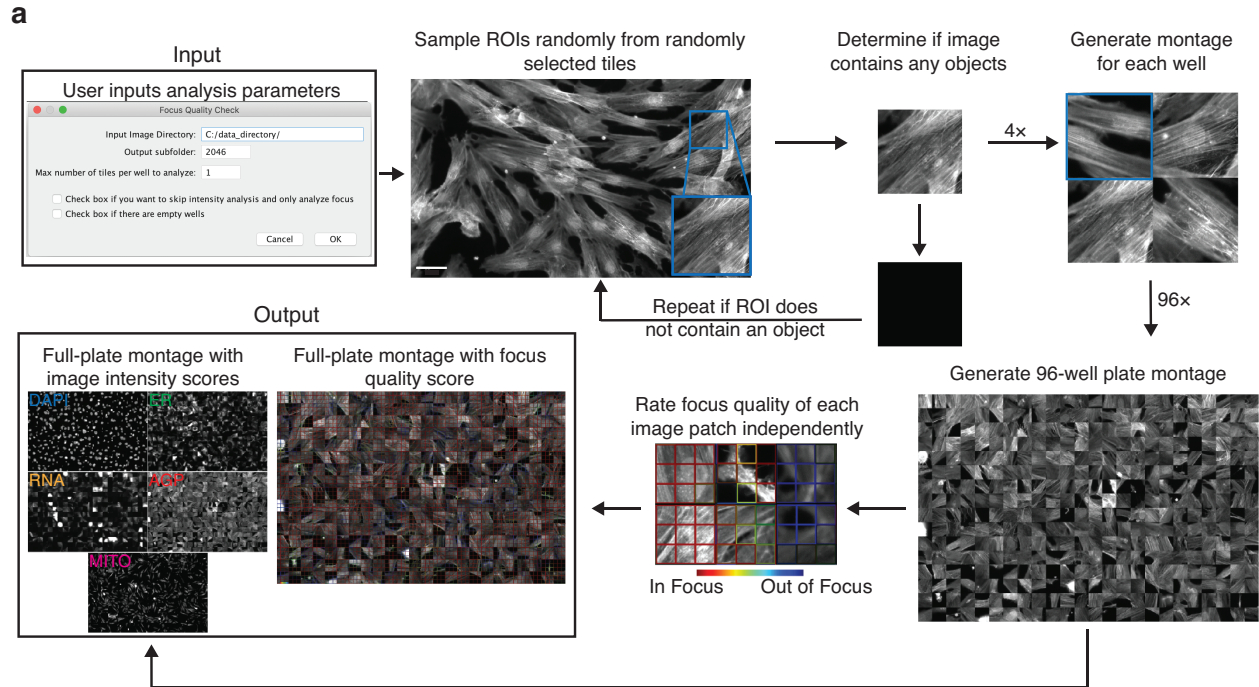 a
Input
User inputs analysis parameters
Focus Quality Check
Input Image Directory: C:/data_directory/
Output subfolder: 2046
Max number of tiles per well to analyze: 1
Check box if you want to skip intensity analysis and only analyze focus
Check box if there are empty wells
Cancel OK
Sample ROIs randomly from randomly
selected tiles
Determine if image
contains any objects
4×
Generate montage
for each well
96×
Repeat if ROI does
not contain an object
Generate 96-well plate montage
Rate focus quality of each
image patch independently
In Focus Out of Focus
Output
Full-plate montage with
image intensity scores
DAPI ER
RNA AGP
MITO
Full-plate montage with focus
quality score